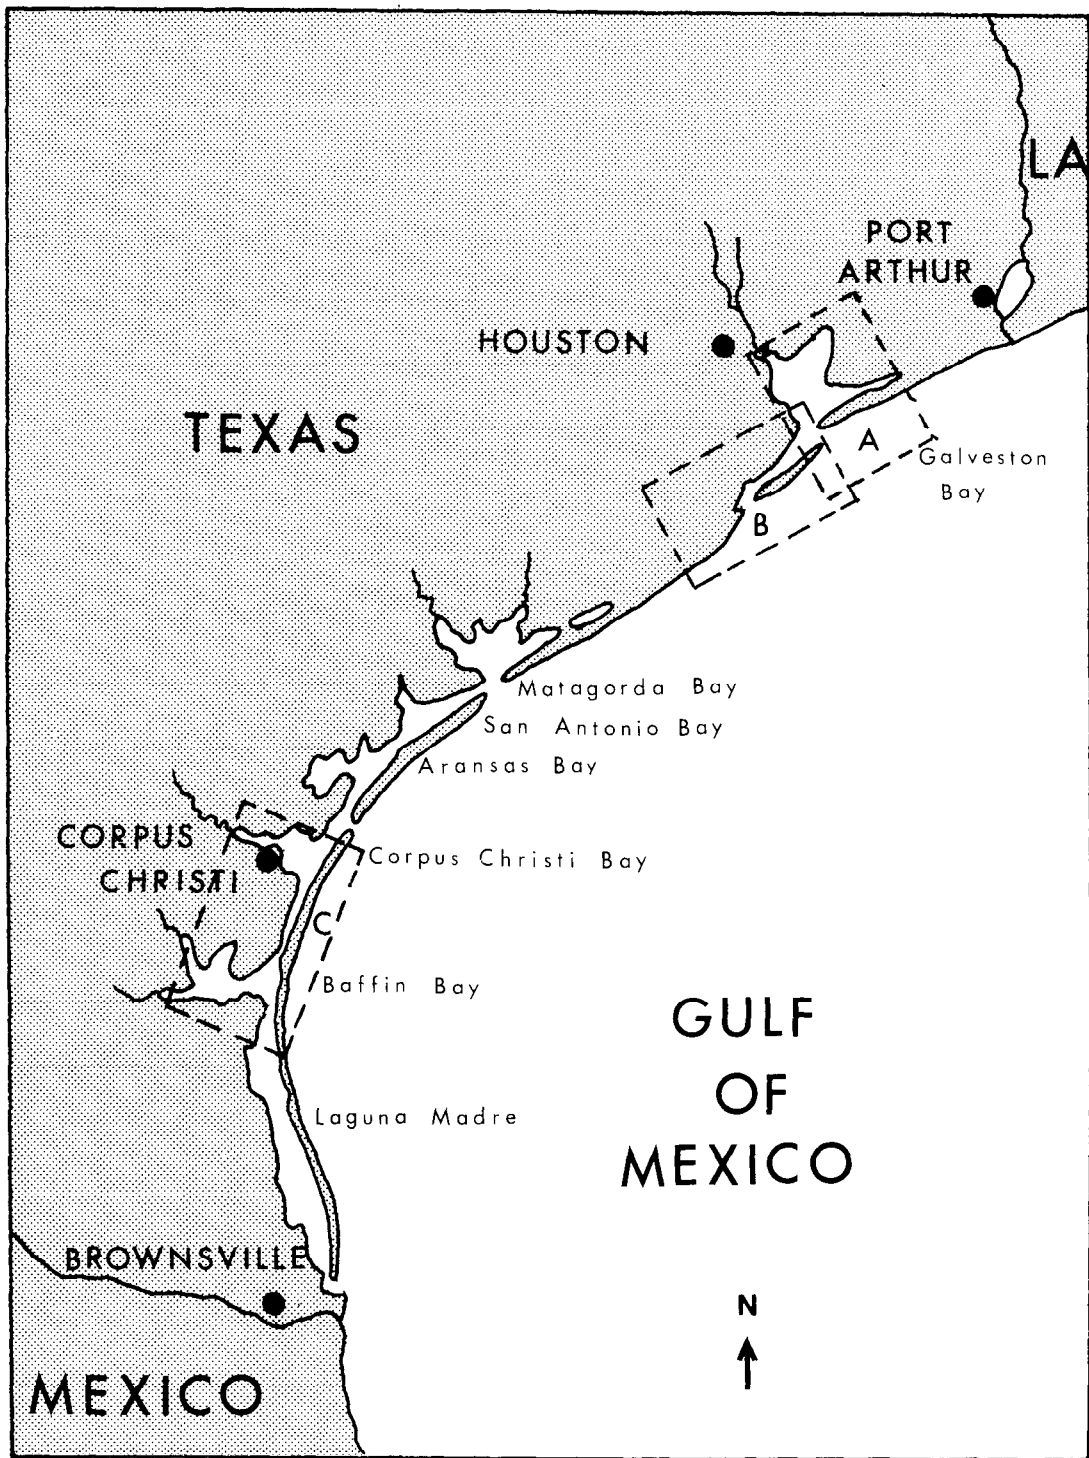 LA
PORT
ARTHUR
HOUSTON
TEXAS
A
Galveston
Bay
B
Matagorda Bay
San Antonio Bay
Aransas Bay
CORPUS
CHRISTI
Corpus Christi Bay
C
Baffin Bay
GULF
OF
MEXICO
Laguna Madre
BROWNSVILLE
N
MEXICO